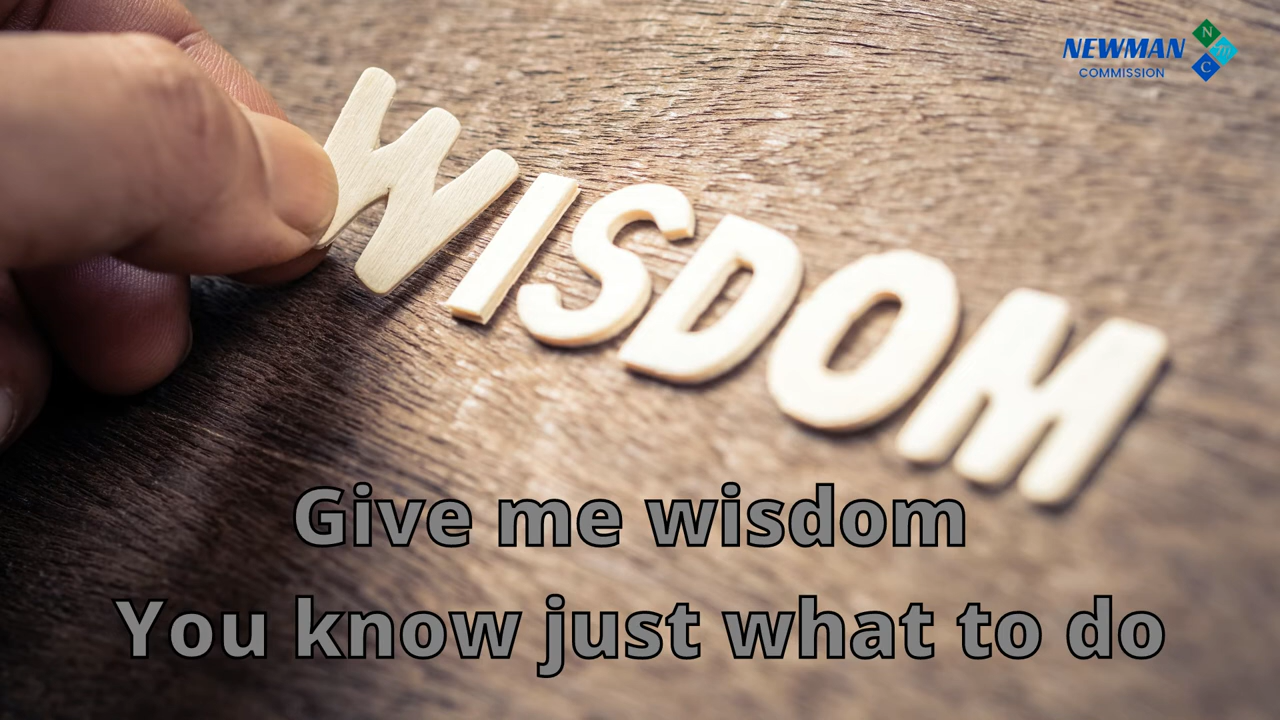 NEWMAN
COMMISSION
N
m
C
WISDOM
Give me wisdom
You know just what to do